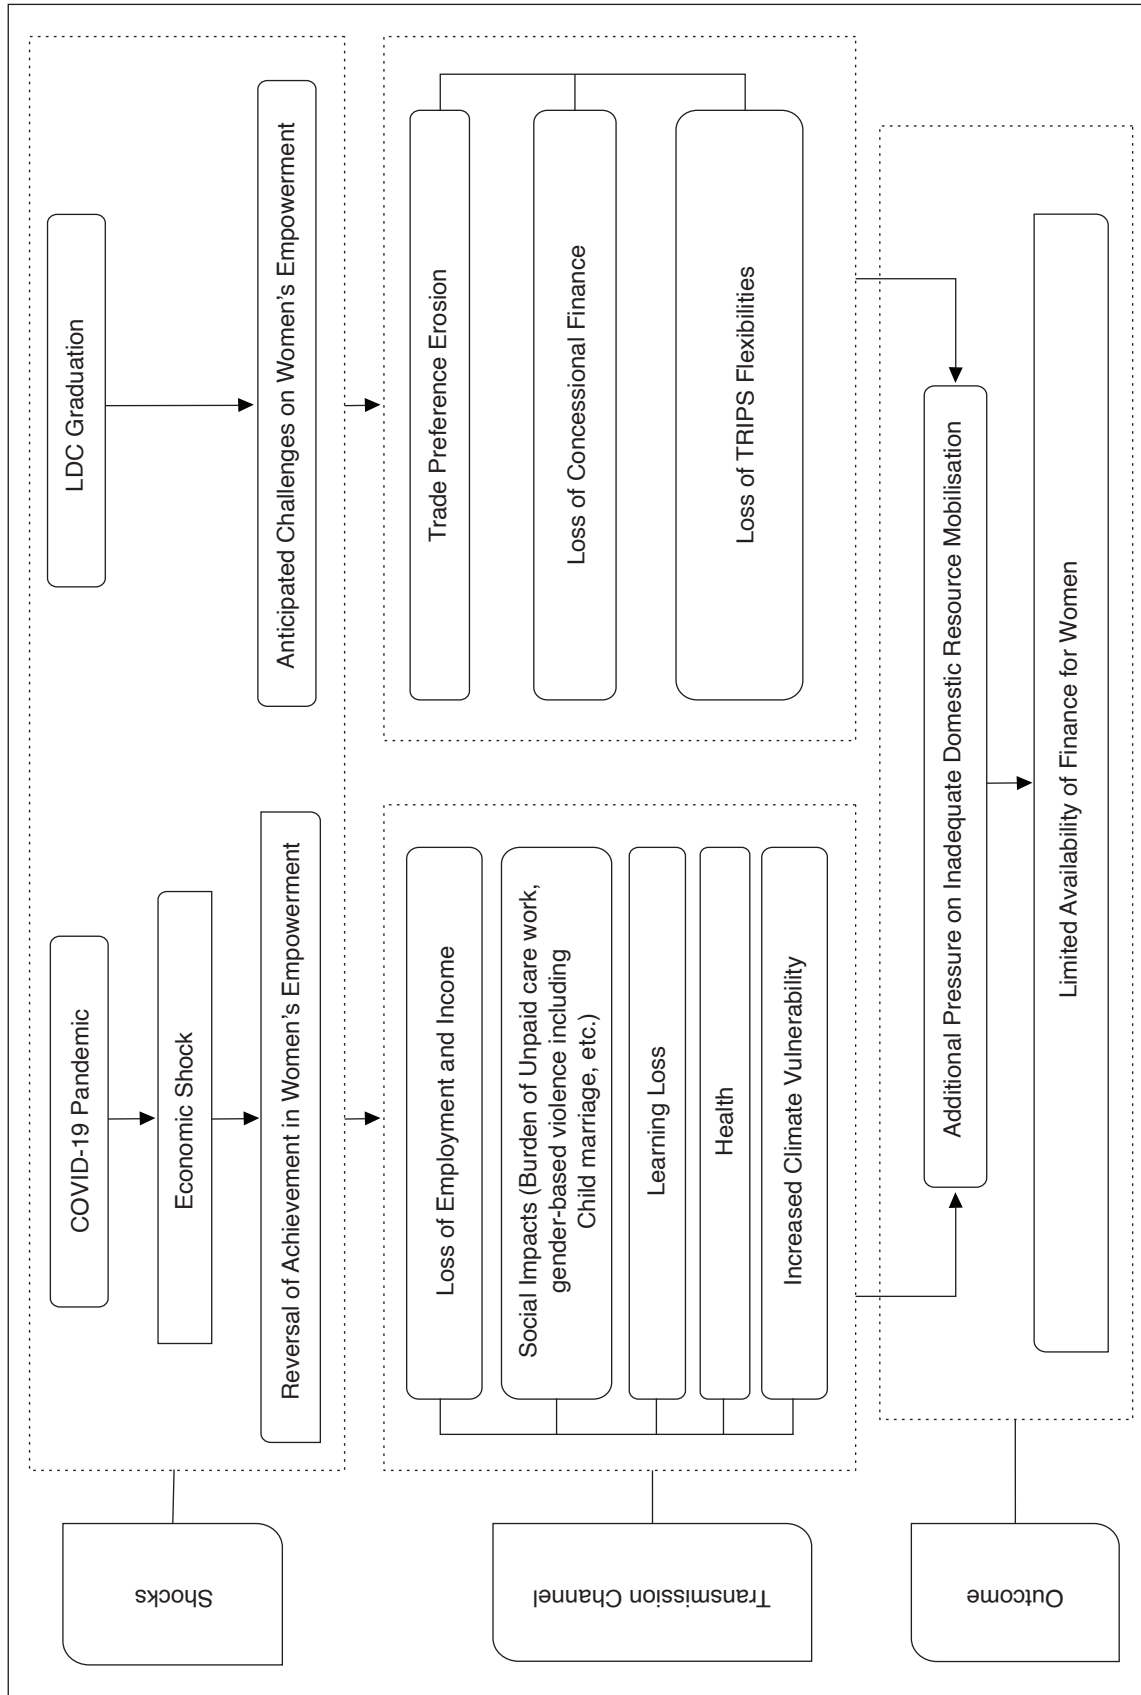 Shocks
COVID-19 Pandemic
Economic Shock
Reversal of Achievement in Women's Empowerment
LDC Graduation
Anticipated Challenges on Women's Empowerment
Transmission Channel
Loss of Employment and Income
Social Impacts (Burden of Unpaid care work,
gender-based violence including
Child marriage, etc.)
Learning Loss
Health
Increased Climate Vulnerability
Trade Preference Erosion
Loss of Concessional Finance
Loss of TRIPS Flexibilities
Outcome
Additional Pressure on Inadequate Domestic Resource Mobilisation
Limited Availability of Finance for Women